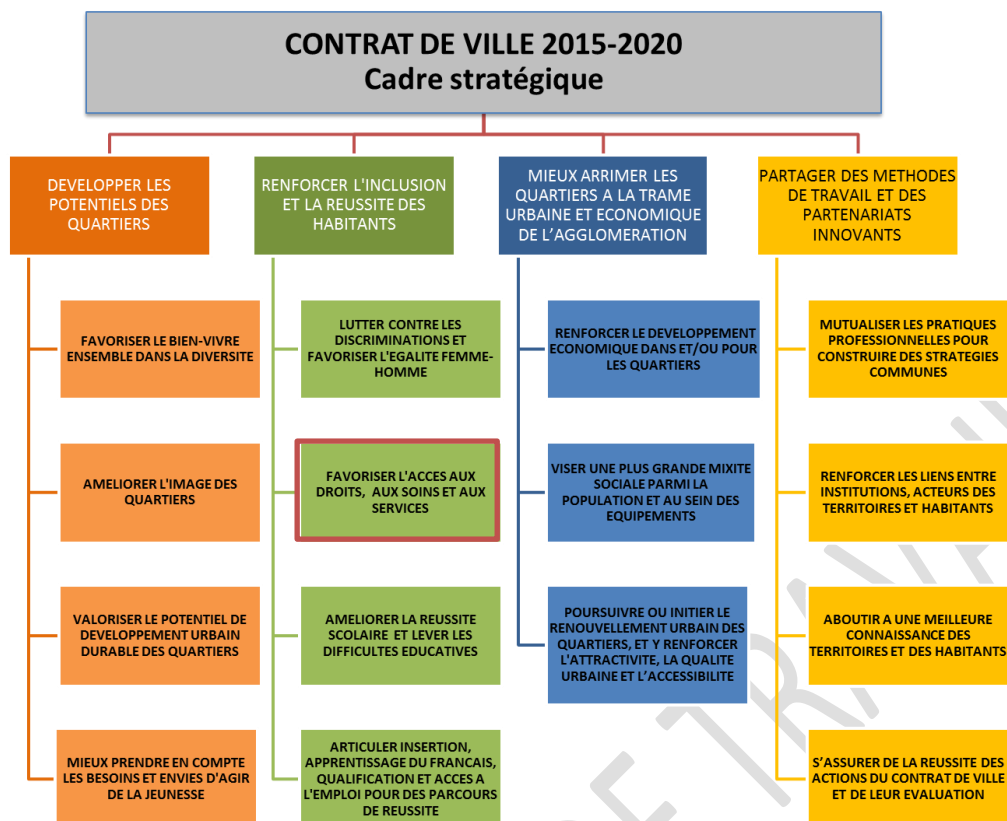 CONTRAT DE VILLE 2015-2020
Cadre stratégique
DEVELOPPER LES
POTENTIELS DES
QUARTIERS
FAVORISER LE BIEN-VIVRE
ENSEMBLE DANS LA DIVERSITE
AMELIORER L'IMAGE DES
QUARTIERS
VALORISER LE POTENTIEL DE
DEVELOPPEMENT URBAIN
DURABLE DES QUARTIERS
MIEUX PRENDRE EN COMPTE
LES BESOINS ET ENVIES D'AGIR
DE LA JEUNESSE
RENFORCER L'INCLUSION
ET LA REUSSITE DES
HABITANTS
LUTTER CONTRE LES
DISCRIMINATIONS ET
FAVORISER L'EGALITE FEMME-
HOMME
FAVORISER L'ACCES AUX
DROITS, AUX SOINS ET AUX
SERVICES
AMELIORER LA REUSSITE
SCOLAIRE ET LEVER LES
DIFFICULTES EDUCATIVES
ARTICULER INSERTION,
APPRENTISSAGE DU FRANCAIS,
QUALIFICATION ET ACCES A
L'EMPLOI POUR DES PARCOURS
DE REUSSITE
MIEUX ARRIMER LES
QUARTIERS A LA TRAME
URBAINE ET ECONOMIQUE
DE L’AGGLOMERATION
RENFORCER LE DEVELOPPEMENT
ECONOMIQUE DANS ET/OU POUR
LES QUARTIERS
VISER UNE PLUS GRANDE MIXITE
SOCIALE PARMI LA
POPULATION ET AU SEIN DES
EQUIPEMENTS
POURSUIVRE OU INITIER LE
RENOUVELLEMENT URBAIN DES
QUARTIERS, ET Y RENFORCER
L'ATTRACTIVITE, LA QUALITE
URBAINE ET L’ACCESSIBILITE
PARTAGER DES METHODES
DE TRAVAIL ET DES
PARTENARIATS
INNOVANTS
MUTUALISER LES PRATIQUES
PROFESSIONNELLES POUR
CONSTRUIRE DES STRATEGIES
COMMUNES
RENFORCER LES LIENS ENTRE
INSTITUTIONS, ACTEURS DES
TERRITOIRES ET HABITANTS
ABOUTIR A UNE MEILLEURE
CONNAISSANCE DES
TERRITOIRES ET DES HABITANTS
S’ASSURER DE LA REUSSITE DES
ACTIONS DU CONTRAT DE VILLE
ET DE LEUR EVALUATION